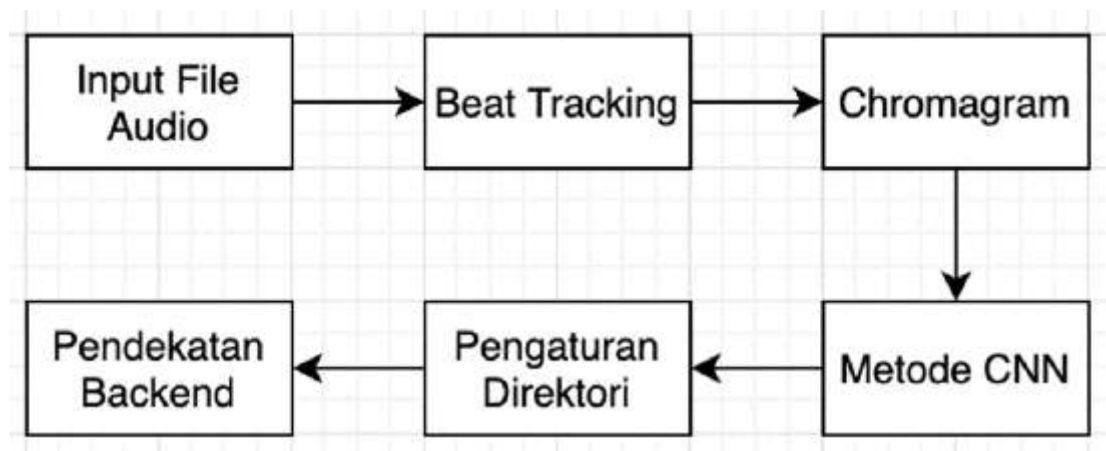 Input File
Audio
Beat Tracking
Chromagram
Metode CNN
Pengaturan
Direktori
Pendekatan
Backend